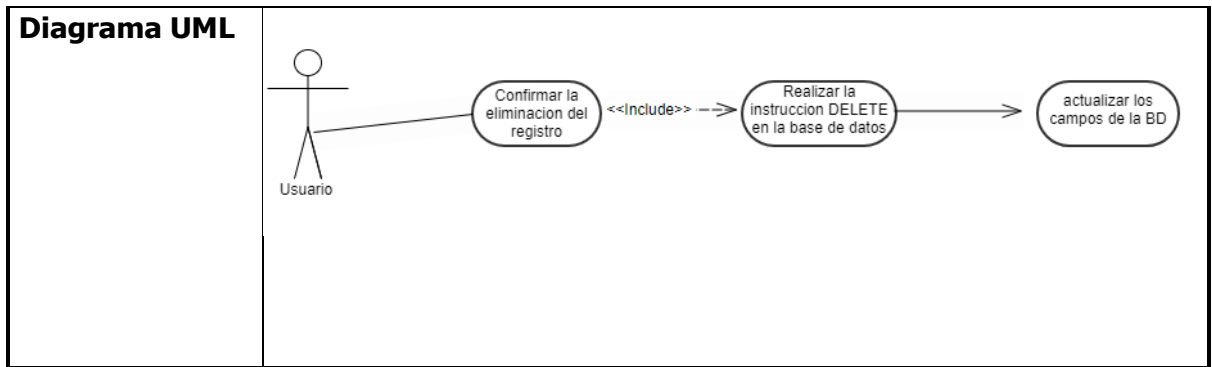 Diagrama UML
Confirmar la
eliminacion del
registro
<<Include>>
Realizar la
instruccion DELETE
en la base de datos
actualizar los
campos de la BD
Usuario